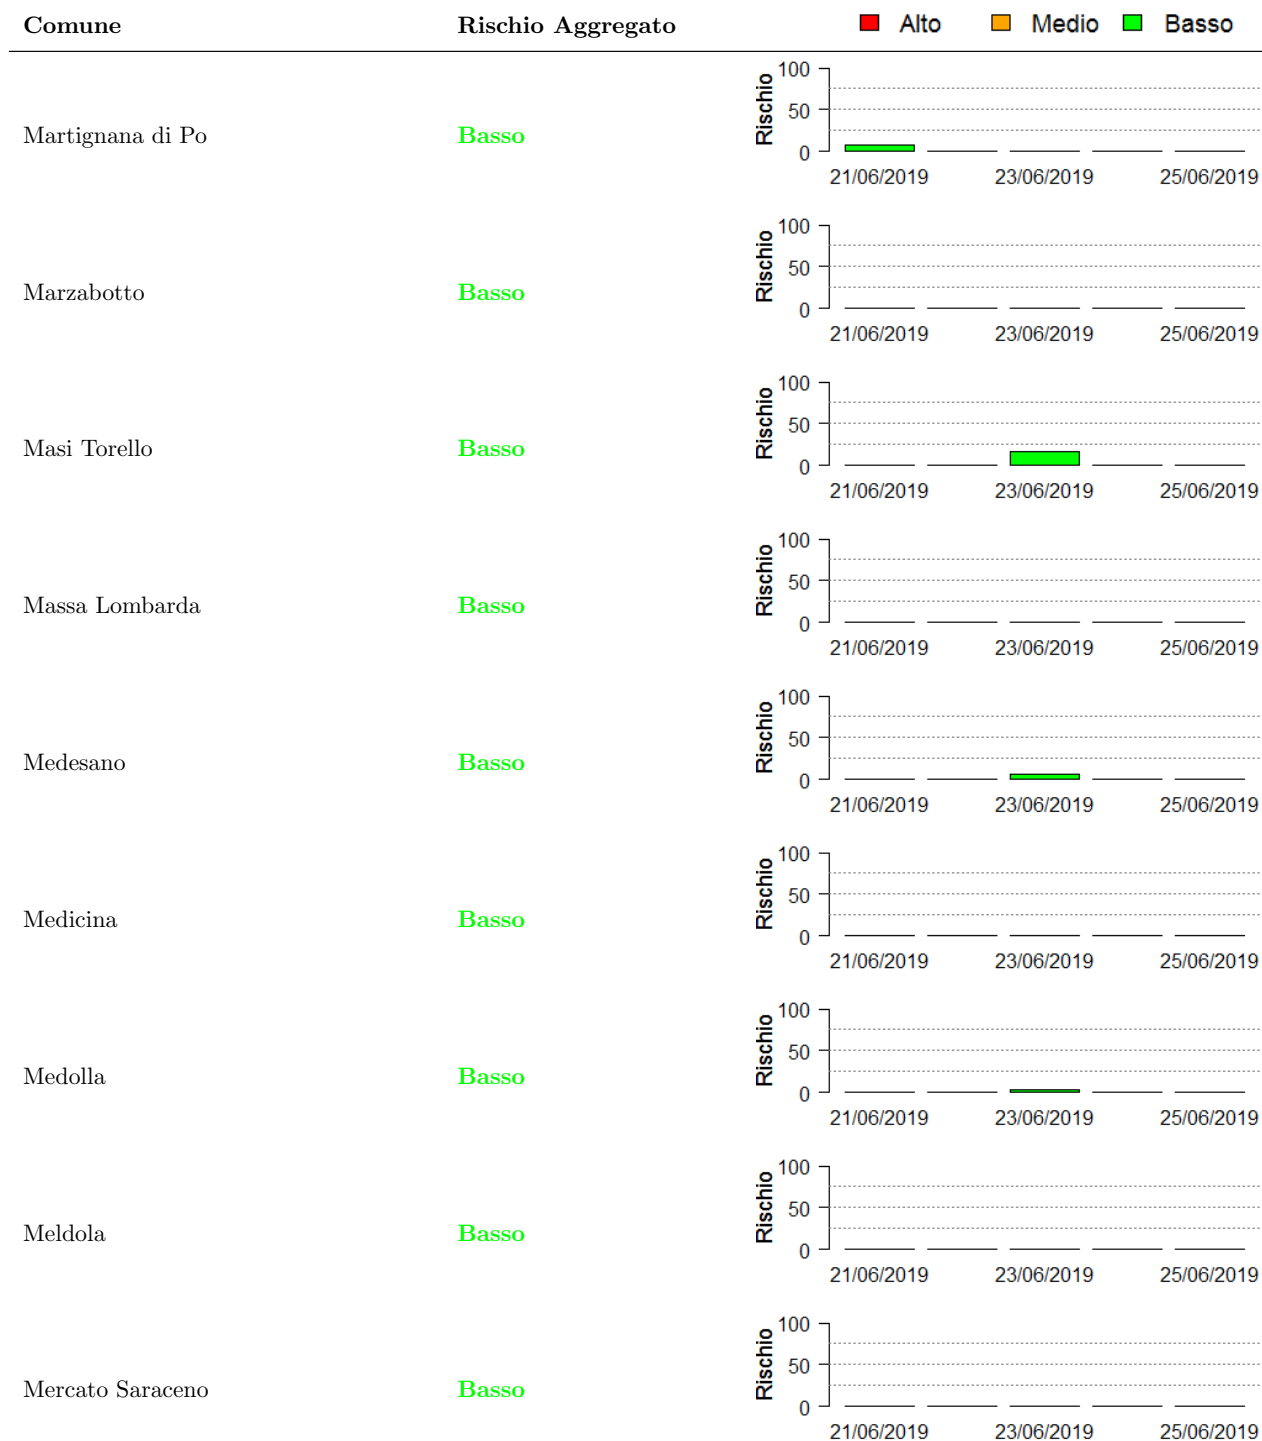 Comune Rischio Aggregato Alto Medio Basso
Martignana di Po Basso Rischio 100 50 0
21/06/2019 23/06/2019 25/06/2019
Marzabotto Basso Rischio 100 50 0
21/06/2019 23/06/2019 25/06/2019
Masi Torello Basso Rischio 100 50 0
21/06/2019 23/06/2019 25/06/2019
Massa Lombarda Basso Rischio 100 50 0
21/06/2019 23/06/2019 25/06/2019
Medesano Basso Rischio 100 50 0
21/06/2019 23/06/2019 25/06/2019
Medicina Basso Rischio 100 50 0
21/06/2019 23/06/2019 25/06/2019
Medolla Basso Rischio 100 50 0
21/06/2019 23/06/2019 25/06/2019
Meldola Basso Rischio 100 50 0
21/06/2019 23/06/2019 25/06/2019
Mercato Saraceno Basso Rischio 100 50 0
21/06/2019 23/06/2019 25/06/2019